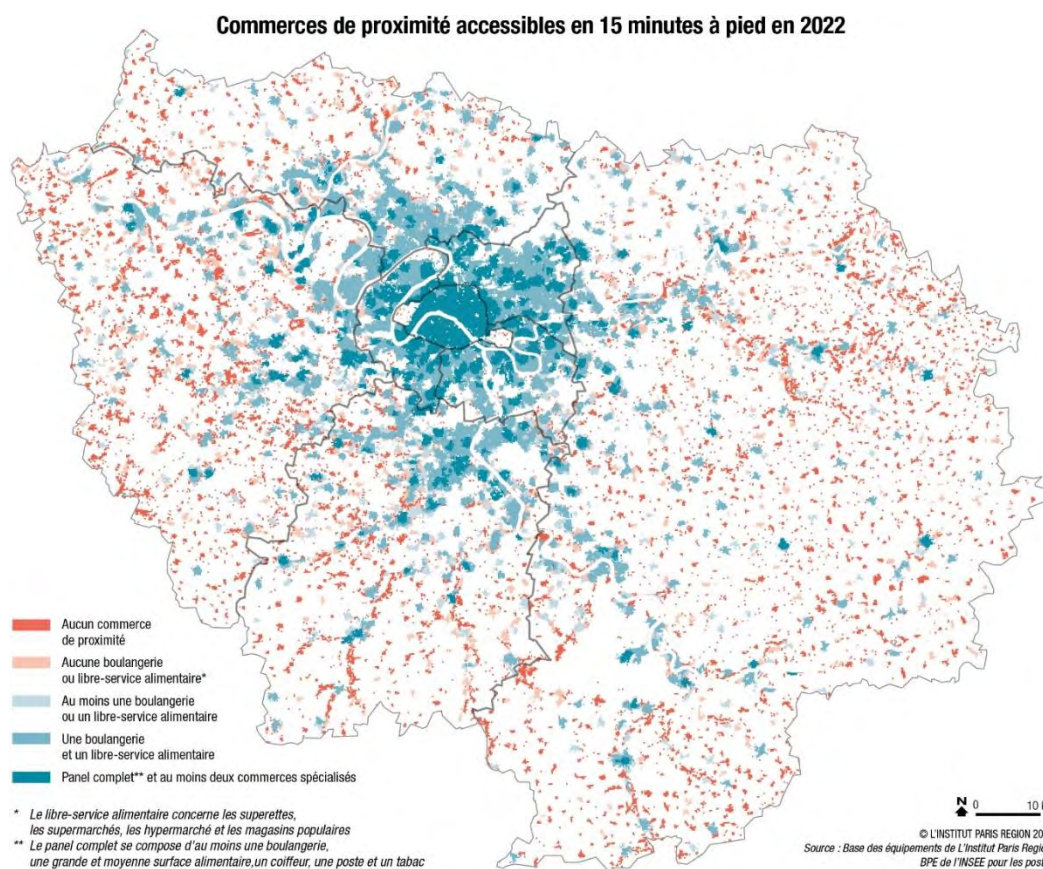 Commerces de proximité accessibles en 15 minutes à pied en 2022
Aucun commerce
de proximité
Aucune boulangerie
ou libre-service alimentaire*
Au moins une boulangerie
ou un libre-service alimentaire
Une boulangerie
et un libre-service alimentaire
Panel complet** et au moins deux commerces spécialisés
* Le libre-service alimentaire concerne les superettes,
les supermarchés, les hypermarché et les magasins populaires
** Le panel complet se compose d'au moins une boulangerie,
une grande et moyenne surface alimentaire,un coiffeur, une poste et un tabac
N 0 10
© L'INSTITUT PARIS REGION
Source : Base des équipements de L'Institut Paris
BPE de l'INSEE pour les